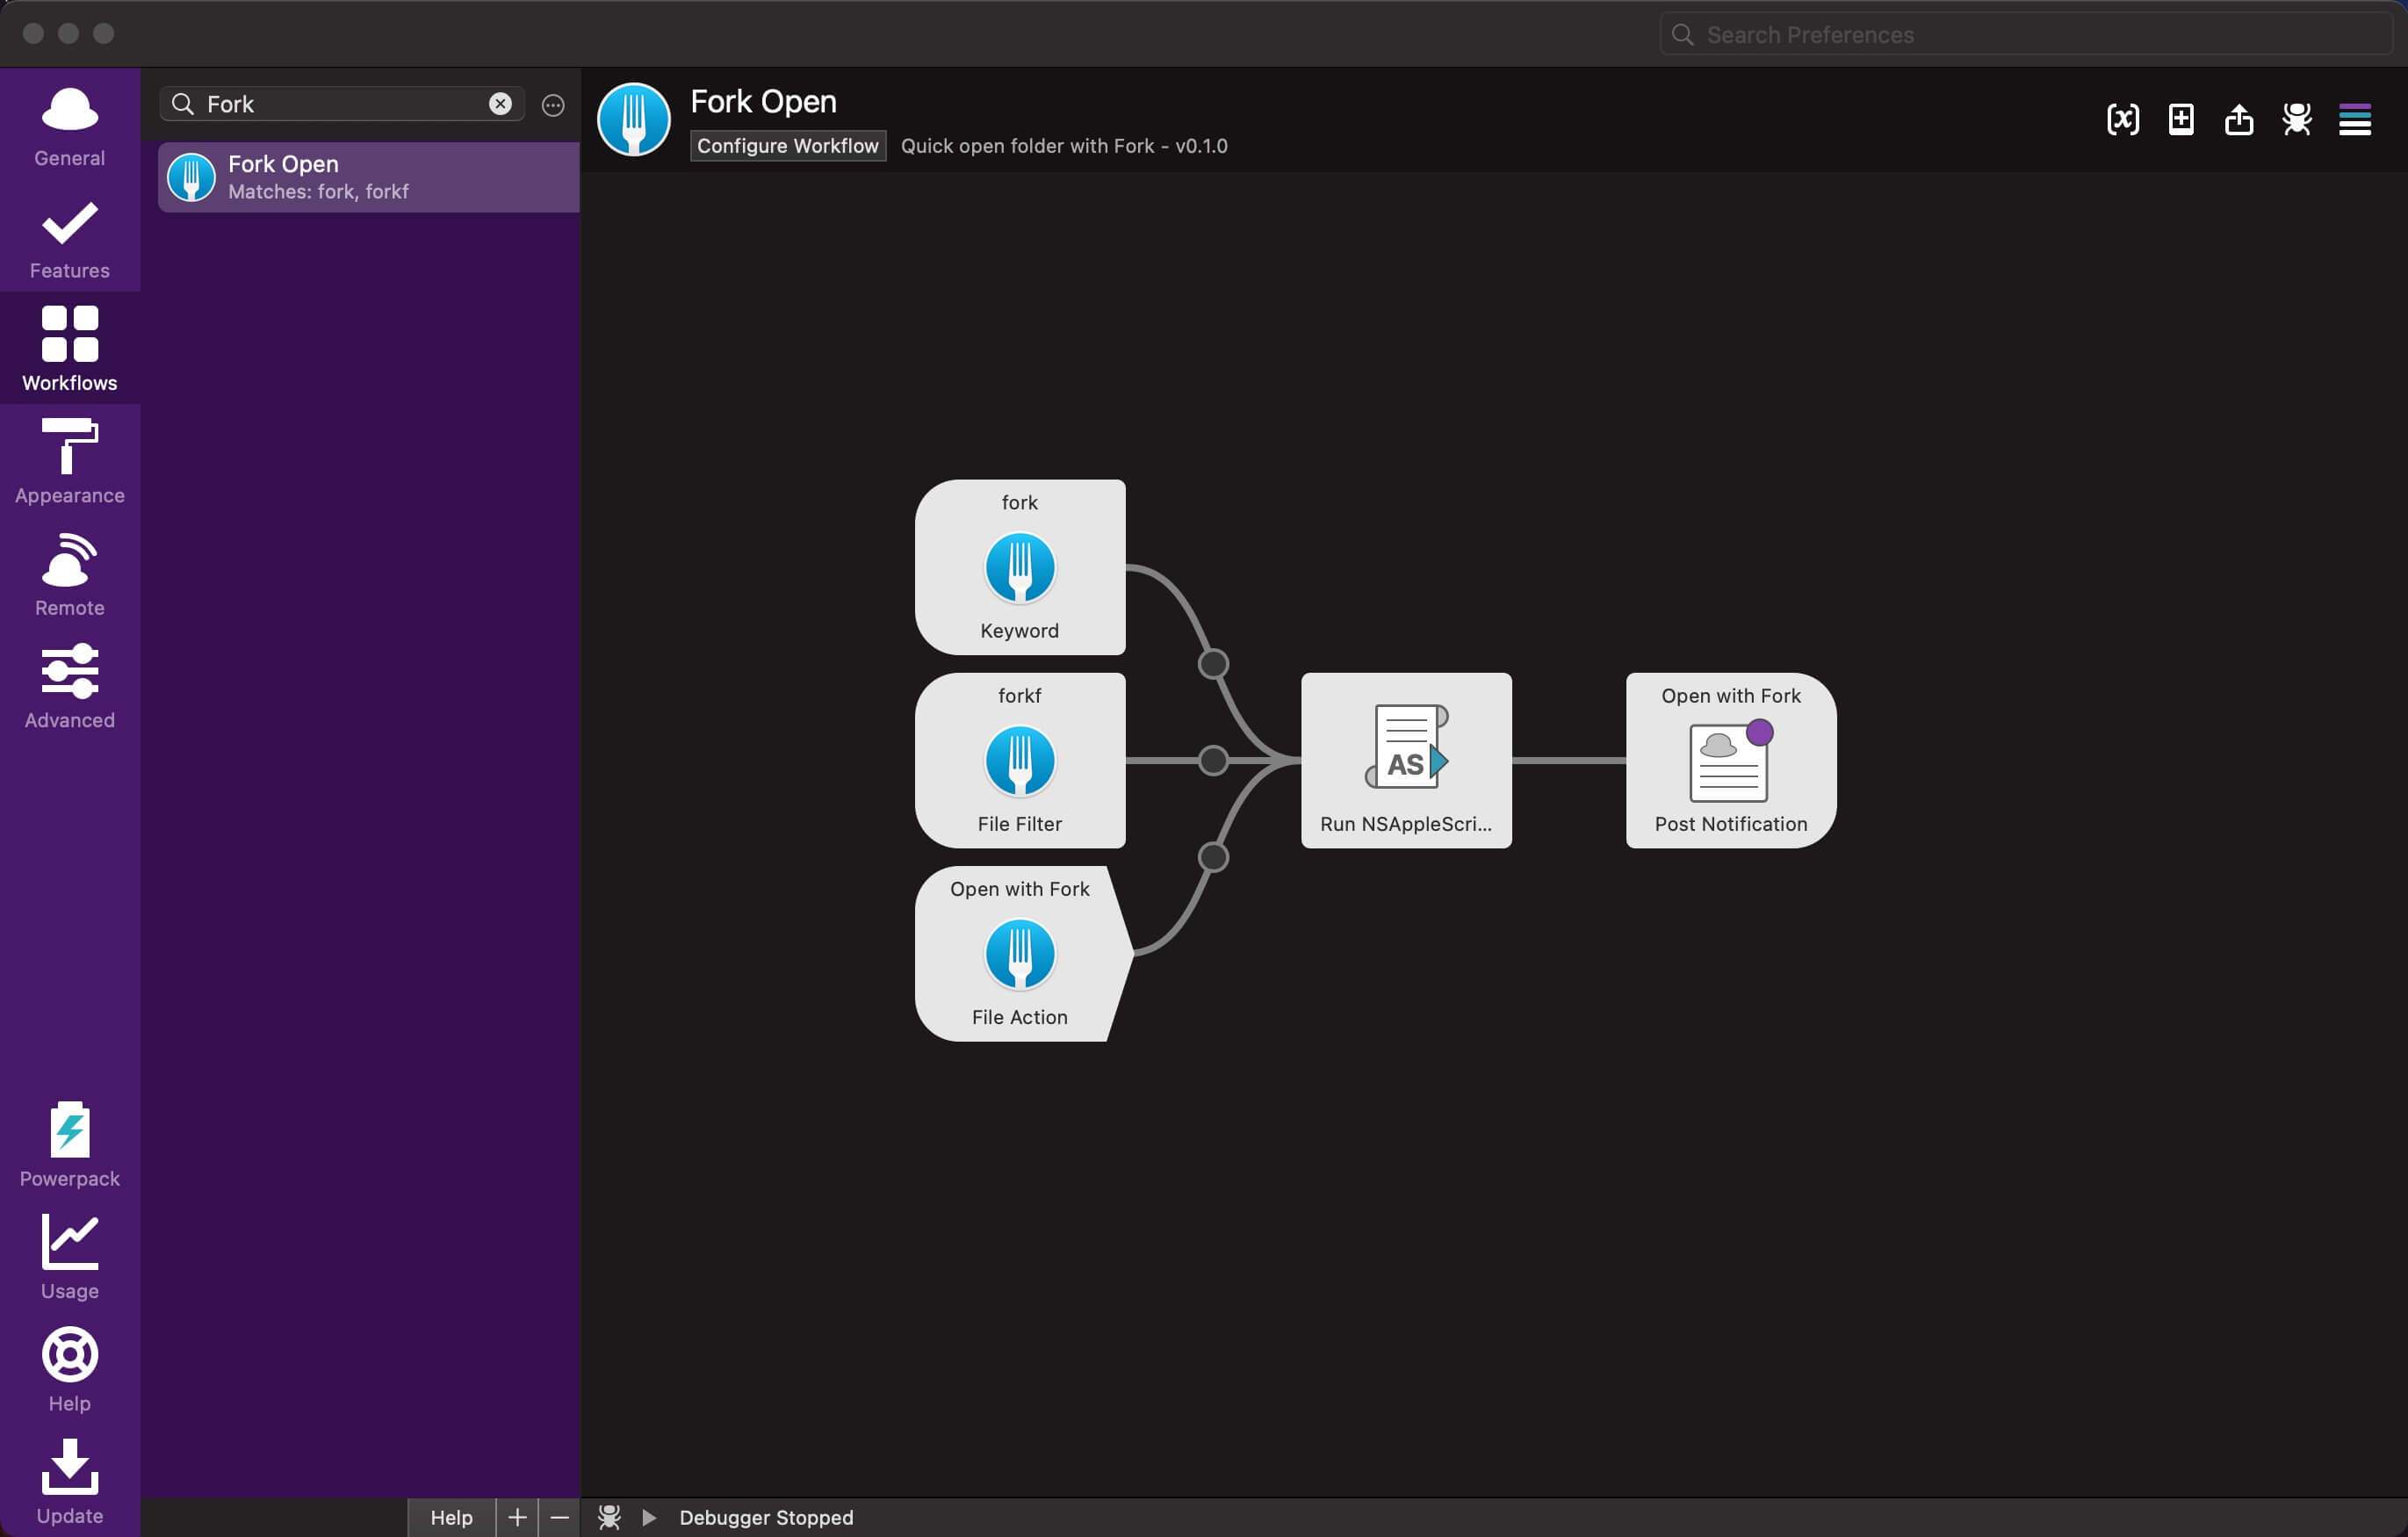 Search Preferences
General
Features
Workflows
Appearance
Remote
Advanced
Powerpack
Usage
Help
Update
Fork
Fork Open
Matches: fork, forkf
Help
Fork Open
Configure Workflow
Quick open folder with Fork - v0.1.0
fork
Keyword
forkf
File Filter
Open with Fork
File Action
AS
Run NSAppleScri...
Open with Fork
Post Notification
Debugger Stopped